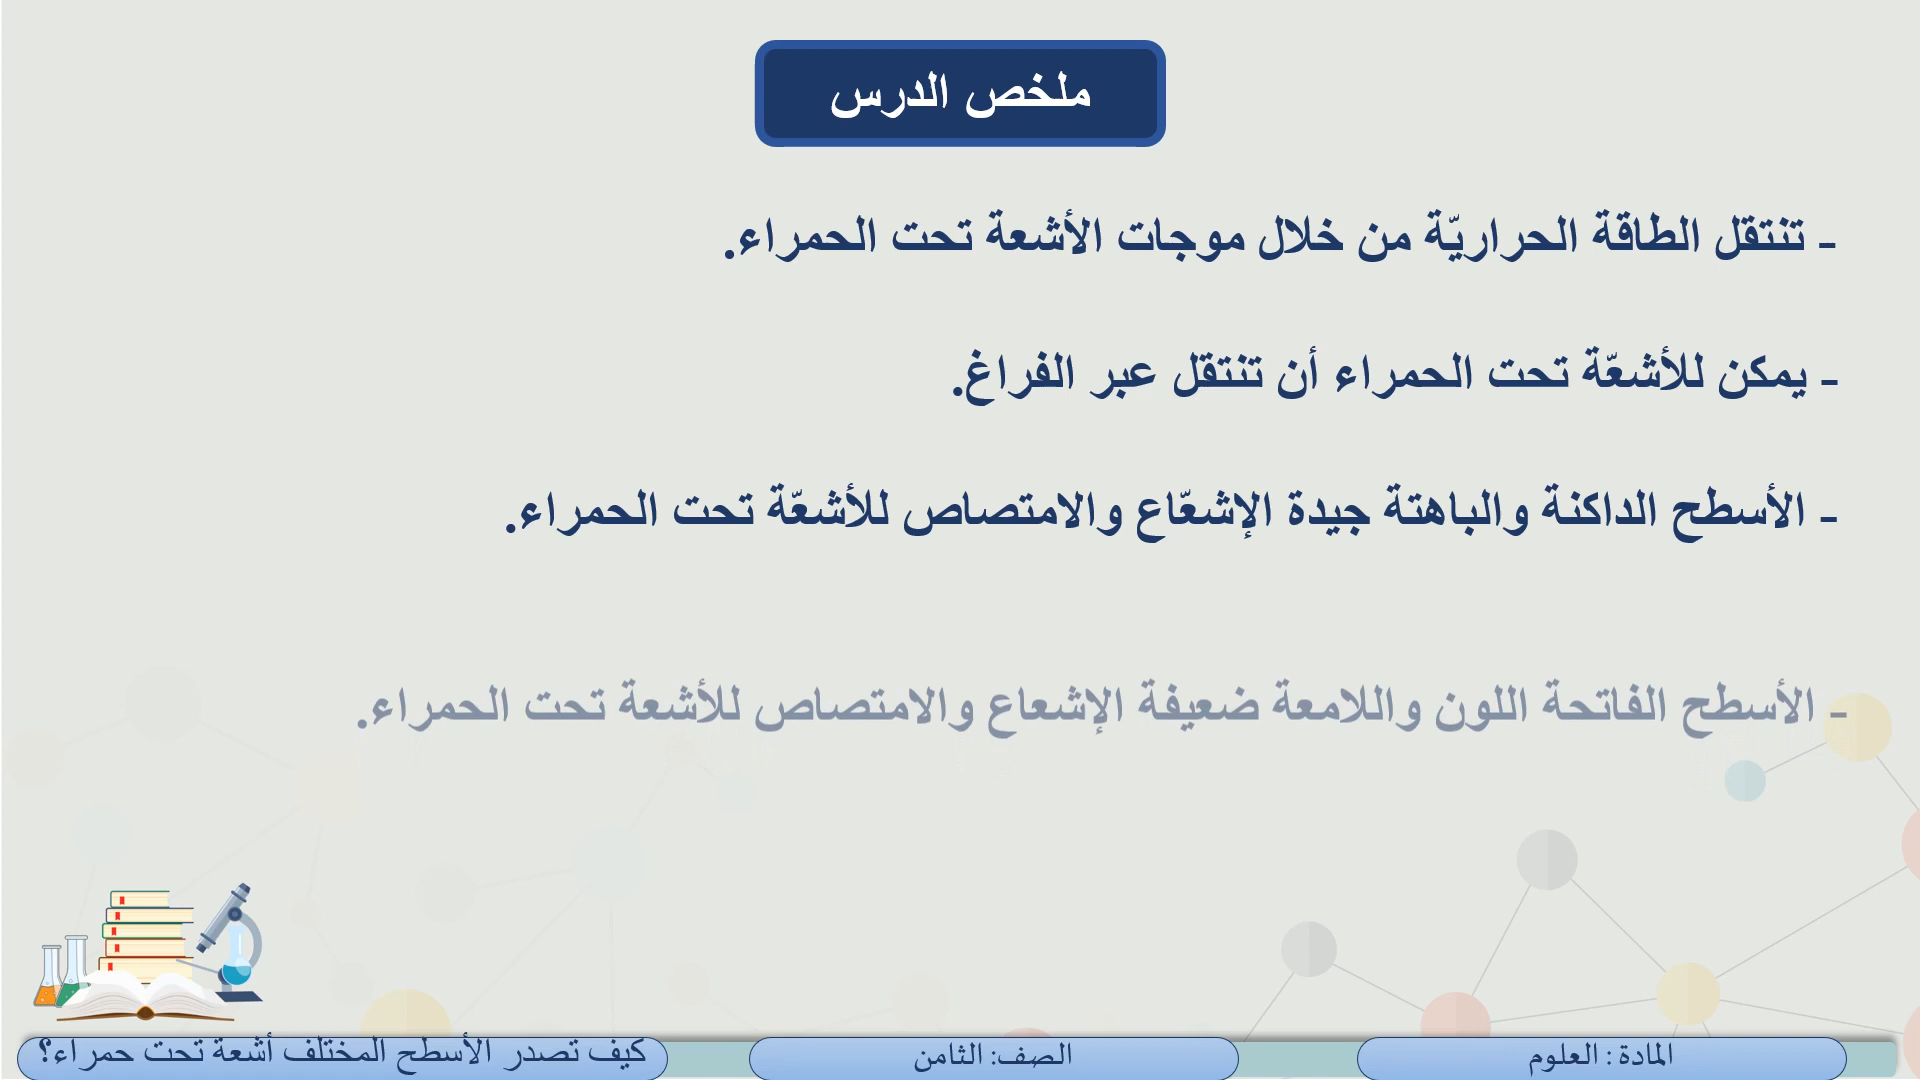 ملخص الدرس
- تنتقل الطاقة الحراريّة من خلال موجات الأشعة تحت الحمراء.
- يمكن للأشعّة تحت الحمراء أن تنتقل عبر الفراغ.
- الأسطح الداكنة والباهتة جيدة الإشعّاع والامتصاص للأشعّة تحت الحمراء.
- الأسطح الفاتحة اللون واللامعة ضعيفة الإشعاع والامتصاص للأشعة تحت الحمراء.
المادة : العلوم
الصف: الثامن
كيف تصدر الأسطح المختلف أشعة تحت حمراء؟